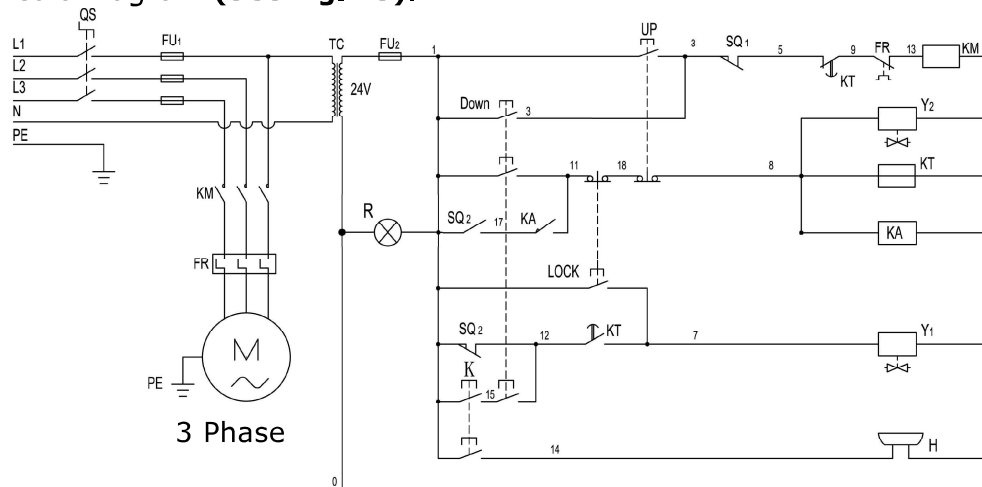 QS
L1
FU1
TC
FU2
1
UP
3
SQ1
5
9
FR
13
KM
L2
L3
24V
KT
N
Down
3
Y2
PE
11
18
8
KT
KM
R
SQ2
17
KA
KA
FR
LOCK
SQ2
12
KT
7
Y1
M
K
PE
15
3 Phase
14
H
0